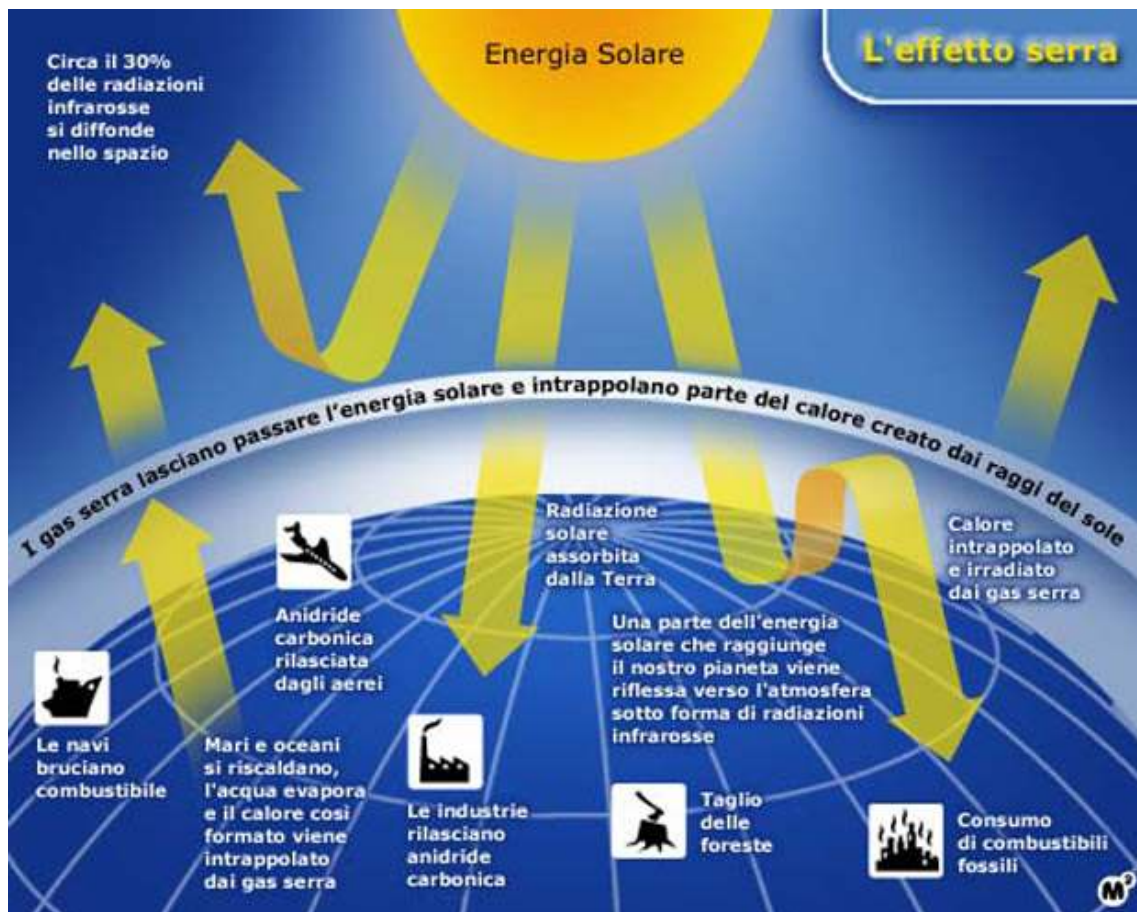 L'effetto serra
Energia Solare
Circa il 30%
delle radiazioni
infrarosse
si diffonde
nello spazio
I gas serra lasciano passare l'energia solare e intrappolano parte del calore creato dai raggi del sole
Radiazione
solare
assorbita
dalla Terra
Calore
intrappolato
e irradiato
dai gas serra
Anidride
carbonica
rilasciata
dagli aerei
Una parte dell'energia
solare che raggiunge
il nostro pianeta viene
riflessa verso l'atmosfera
sotto forma di radiazioni
infrarosse
Le navi
bruciano
combustibile
Mari e oceani
si riscaldano,
l'acqua evapora
e il calore cosi
formato viene
intrappolato
dai gas serra
Le industrie
rilasciano
anidride
carbonica
Taglio
delle
foreste
Consumo
di combustibili
fossili
M²